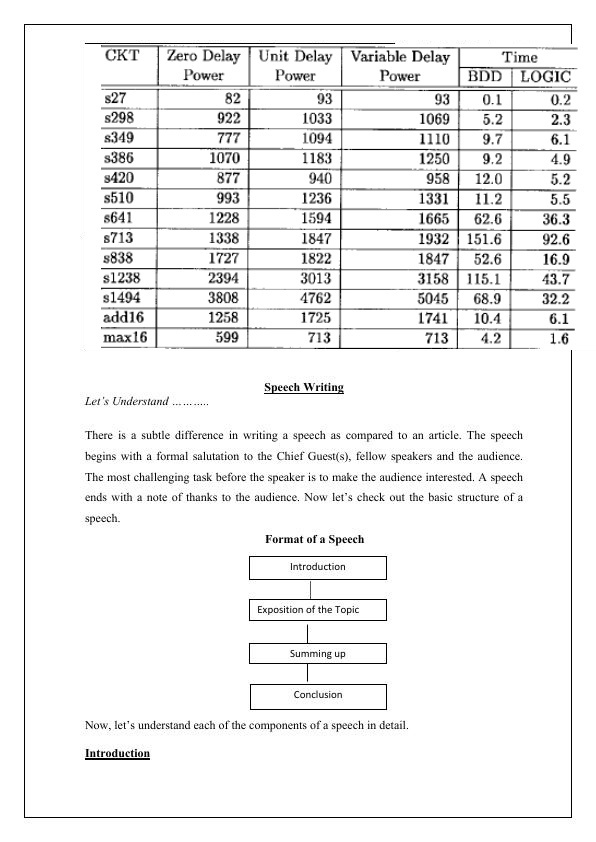 CKT Zero Delay Unit Delay Variable Delay Time
Power Power Power BDD LOGIC
s27 82 93 93 0.1 0.2
s298 922 1033 1069 5.2 2.3
s349 777 1094 1110 9.7 6.1
s386 1070 1183 1250 9.2 4.9
s420 877 940 958 12.0 5.2
s510 993 1236 1331 11.2 5.5
s641 1228 1594 1665 62.6 36.3
s713 1338 1847 1932 151.6 92.6
s838 1727 1822 1847 52.6 16.9
s1238 2394 3013 3158 115.1 43.7
s1494 3808 4762 5045 68.9 32.2
add16 1258 1725 1741 10.4 6.1
max16 599 713 713 4.2 1.6
Speech Writing
Let’s Understand ………..
There is a subtle difference in writing a speech as compared to an article. The speech
begins with a formal salutation to the Chief Guest(s), fellow speakers and the audience.
The most challenging task before the speaker is to make the audience interested. A speech
ends with a note of thanks to the audience. Now let’s check out the basic structure of a
speech.
Format of a Speech
Introduction
Exposition of the Topic
Summing up
Conclusion
Now, let’s understand each of the components of a speech in detail.
Introduction